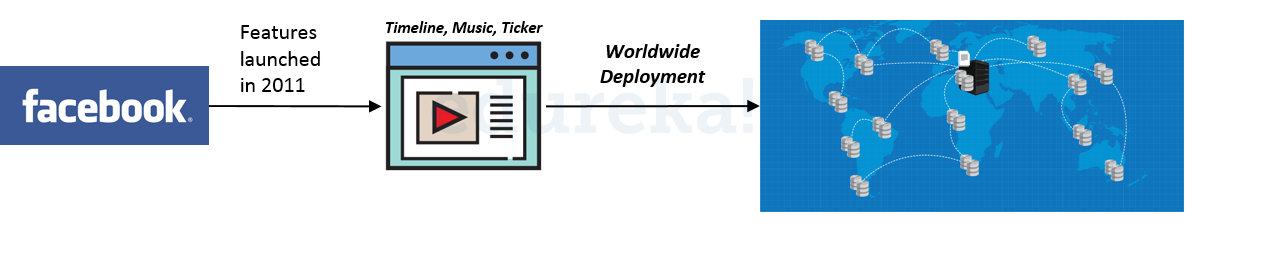 facebook®
Features
launched
in 2011
Timeline, Music, Ticker
Worldwide
Deployment
edureka!